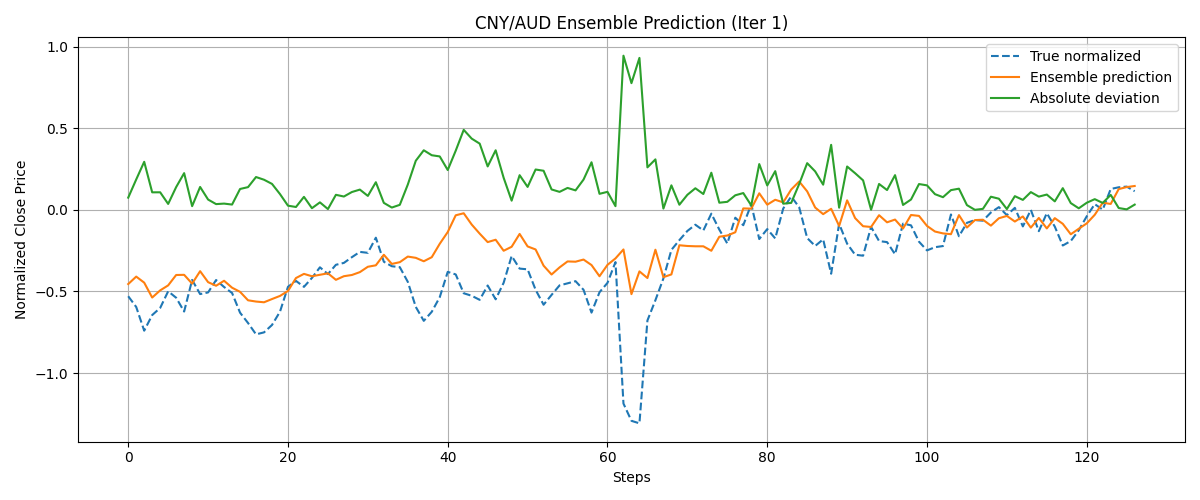 CNY/AUD Ensemble Prediction (Iter 1)
Normalized Close Price
1.0
0.5
0.0
−0.5
−1.0
True normalized
Ensemble prediction
Absolute deviation
0 20 40 60 80 100 120
Steps